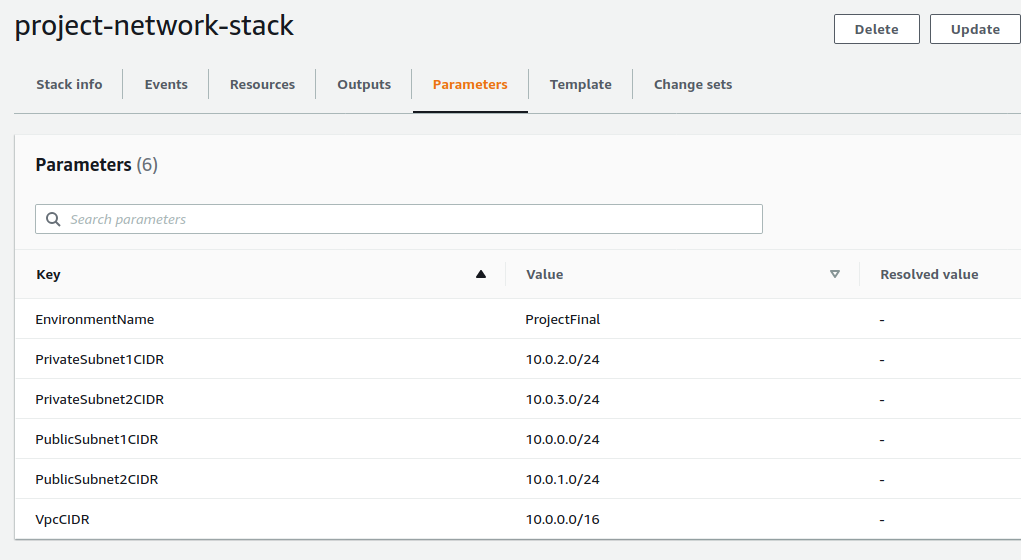 project-network-stack
Delete
Update
Stack info
Events
Resources
Outputs
Parameters
Template
Change sets
Parameters (6)
Search parameters
Key Value Resolved value
EnvironmentName ProjectFinal -
PrivateSubnet1CIDR 10.0.2.0/24 -
PrivateSubnet2CIDR 10.0.3.0/24 -
PublicSubnet1CIDR 10.0.0.0/24 -
PublicSubnet2CIDR 10.0.1.0/24 -
VpcCIDR 10.0.0.0/16 -